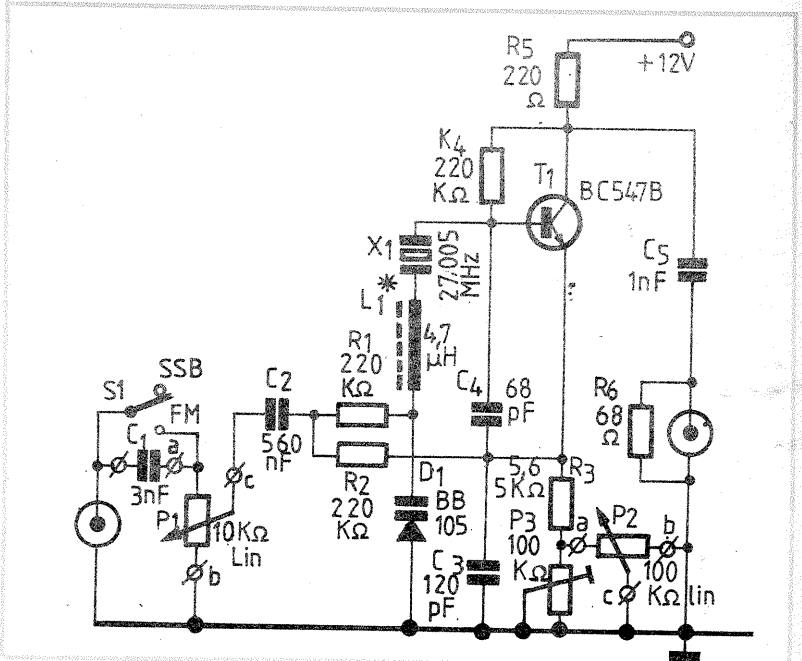 R5
220
Ω
+12V
K4
220
KΩ
T1
BC547B
X1
27.005
MHz
L1
4,7
μH
C5
1nF
R1
220
KΩ
C4
68
pF
R6
68
Ω
SSB
S1
FM
C2
560
nF
C1
a
3nF
P1
10KΩ
Lin
c
b
R2
220
KΩ
D1
BB
105
5,6
5KΩ
R3
P3
100
KΩ
a
P2
b
100
KΩ lin
c
C3
120
pF